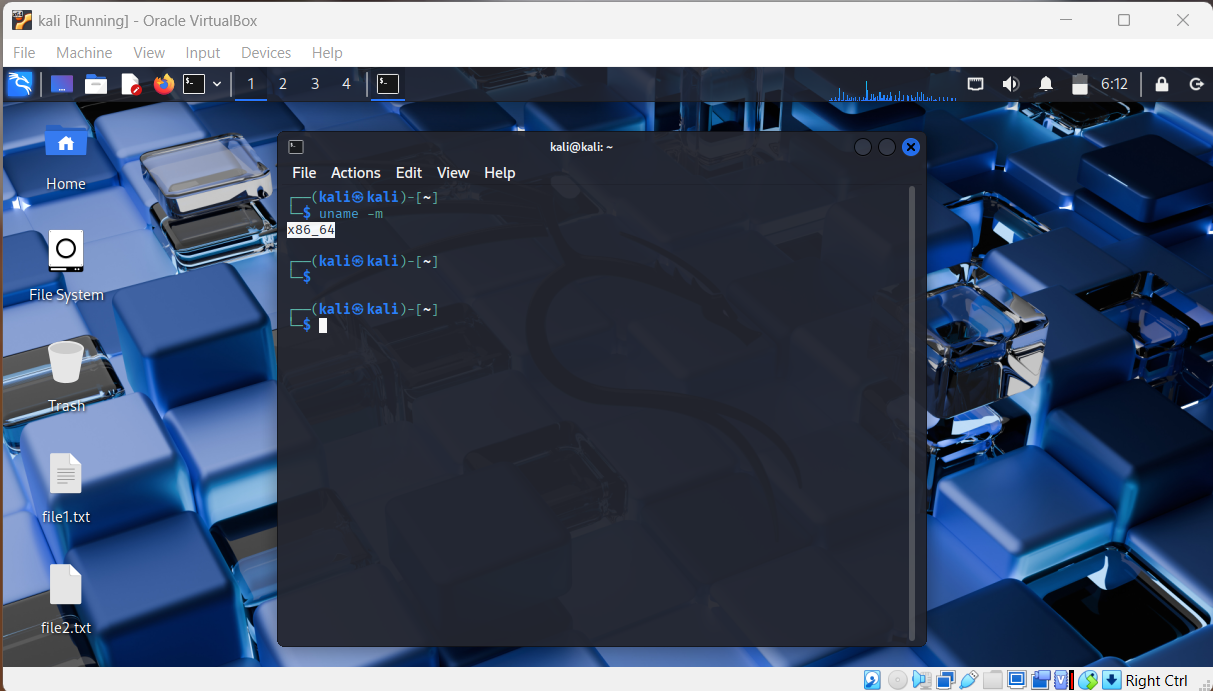 kali [Running] - Oracle VirtualBox
File Machine View Input Devices Help
1 2 3 4 6:12
Home
File System
Trash
file1.txt
file2.txt
kali@kali: ~
File Actions Edit View Help
┌──(kali㉿kali)-[~]
└─$ uname -m
x86_64
┌──(kali㉿kali)-[~]
└─$
┌──(kali㉿kali)-[~]
└─$
Right Ctrl